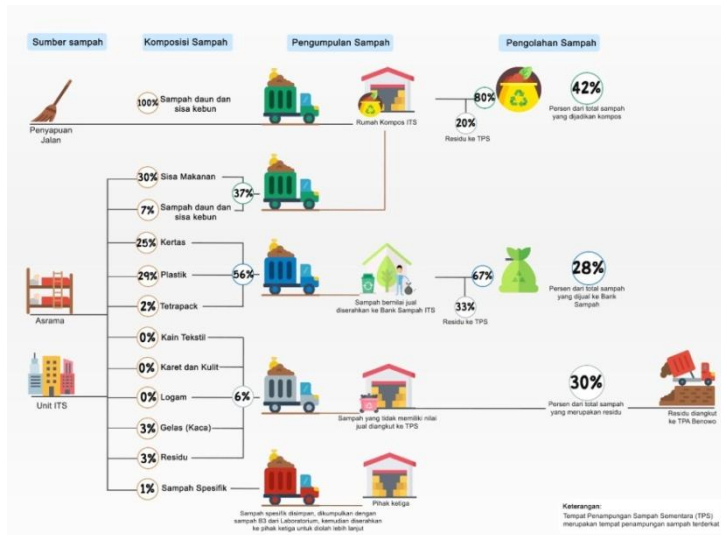 Sumber sampah
Komposisi Sampah
Pengumpulan Sampah
Pengolahan Sampah
Penyapuan
Jalan
100%
Sampah daun dan
sisa kebun
Rumah Kompos ITS
80%
20%
Residu ke TPS
42%
Persen dari total sampah
yang dijadikan kompos
30% Sisa Makanan
7% Sampah daun dan
sisa kebun
37%
Asrama
Unit ITS
25% Kertas
29% Plastik
2% Tetrapack
56%
Sampah bernilai jual
diserahkan ke Bank Sampah ITS
67%
33%
Residu ke TPS
28%
Persen dari total sampah
yang dijual ke Bank
Sampah
0% Kain Tekstil
0% Karet dan Kulit
0% Logam
3% Gelas (Kaca)
3% Residu
6%
Sampah yang tidak memiliki nilai
jual diangkut ke TPS
30%
Persen dari total sampah
yang merupakan residu
Residu diangkut
ke TPA Benowo
1% Sampah Spesifik
Sampah spesifik disimpan, dikumpulkan dengan
sampah B3 dari Laboratorium, kemudian diserahkan
ke pihak ketiga untuk diolah lebih lanjut
Pihak ketiga
Keterangan:
Tempat Penampungan Sampah Sementara (TPS)
merupakan tempat penampungan sampah terdekat